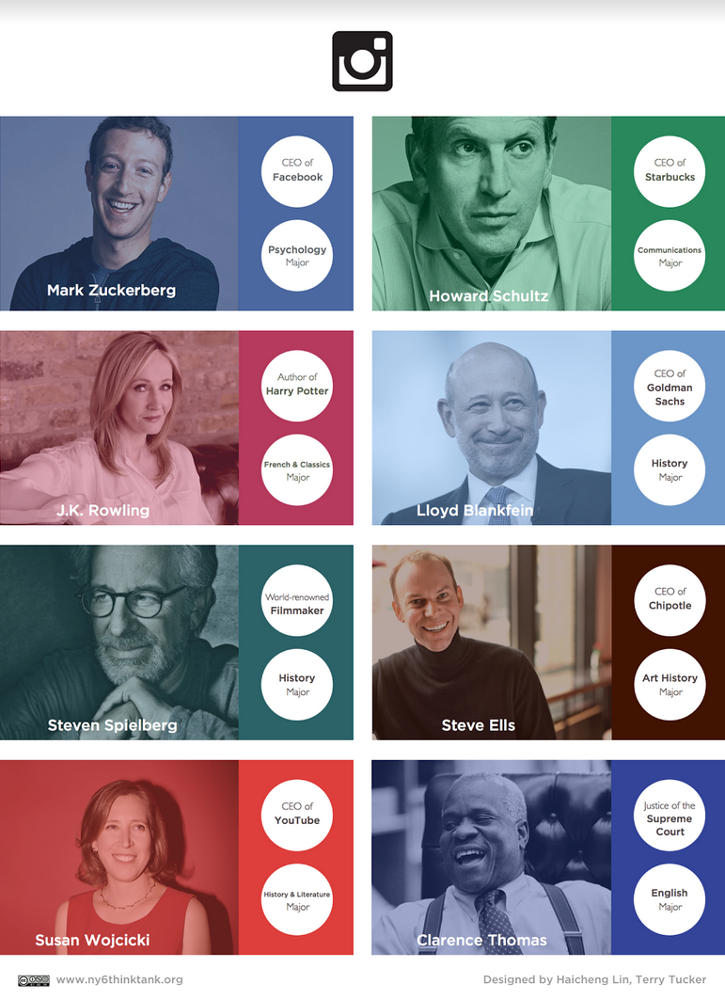 CEO of
Facebook
Psychology
Major
Mark Zuckerberg
CEO of
Starbucks
Communications
Major
Howard Schultz
Author of
Harry Potter
French & Classics
Major
J.K. Rowling
CEO of
Goldman
Sachs
History
Major
Lloyd Blankfein
World-renowned
Filmmaker
History
Major
Steven Spielberg
CEO of
Chipotle
Art History
Major
Steve Ells
CEO of
YouTube
History & Literature
Major
Susan Wojcicki
Justice of the
Supreme
Court
English
Major
Clarence Thomas
www.ny6thinktank.org
Designed by Haicheng Lin, Terry Tucker